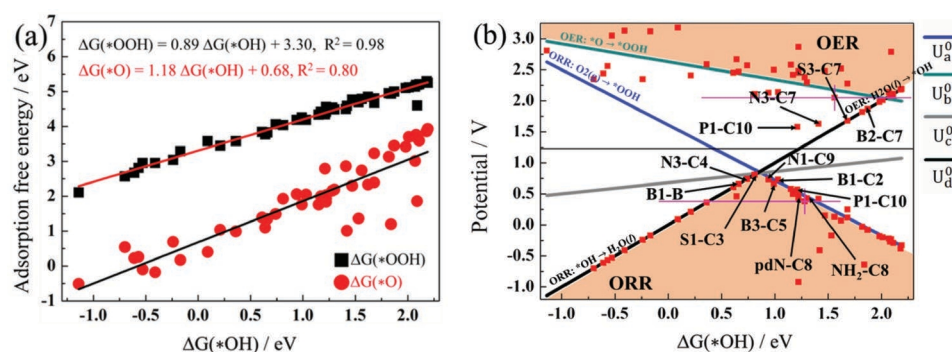 (a)
ΔG(*OOH) = 0.89 ΔG(*OH) + 3.30, R² = 0.98
ΔG(*O) = 1.18 ΔG(*OH) + 0.68, R² = 0.80
Adsorption free energy / eV
7
6
5
4
3
2
1
0
-1
ΔG(*OOH)
ΔG(*O)
-1.0 -0.5 0.0 0.5 1.0 1.5 2.0
ΔG(*OH) / eV
(b)
Potential / V
3.0
2.5
2.0
1.5
1.0
0.5
0.0
-0.5
-1.0
OER: *O → *OOH
OER
ORR: O2(g) → *OOH
S3-C7
OER: H2O(l) → *OH
N3-C7
P1-C10
B2-C7
N3-C4
N1-C9
B1-B
B1-C2
P1-C10
S1-C3
B3-C5
pdN-C8
NH₂-C8
ORR: *OH → H₂O(l)
ORR
-1.0 -0.5 0.0 0.5 1.0 1.5 2.0
ΔG(*OH) / eV
U⁰a
U⁰b
U⁰c
U⁰d